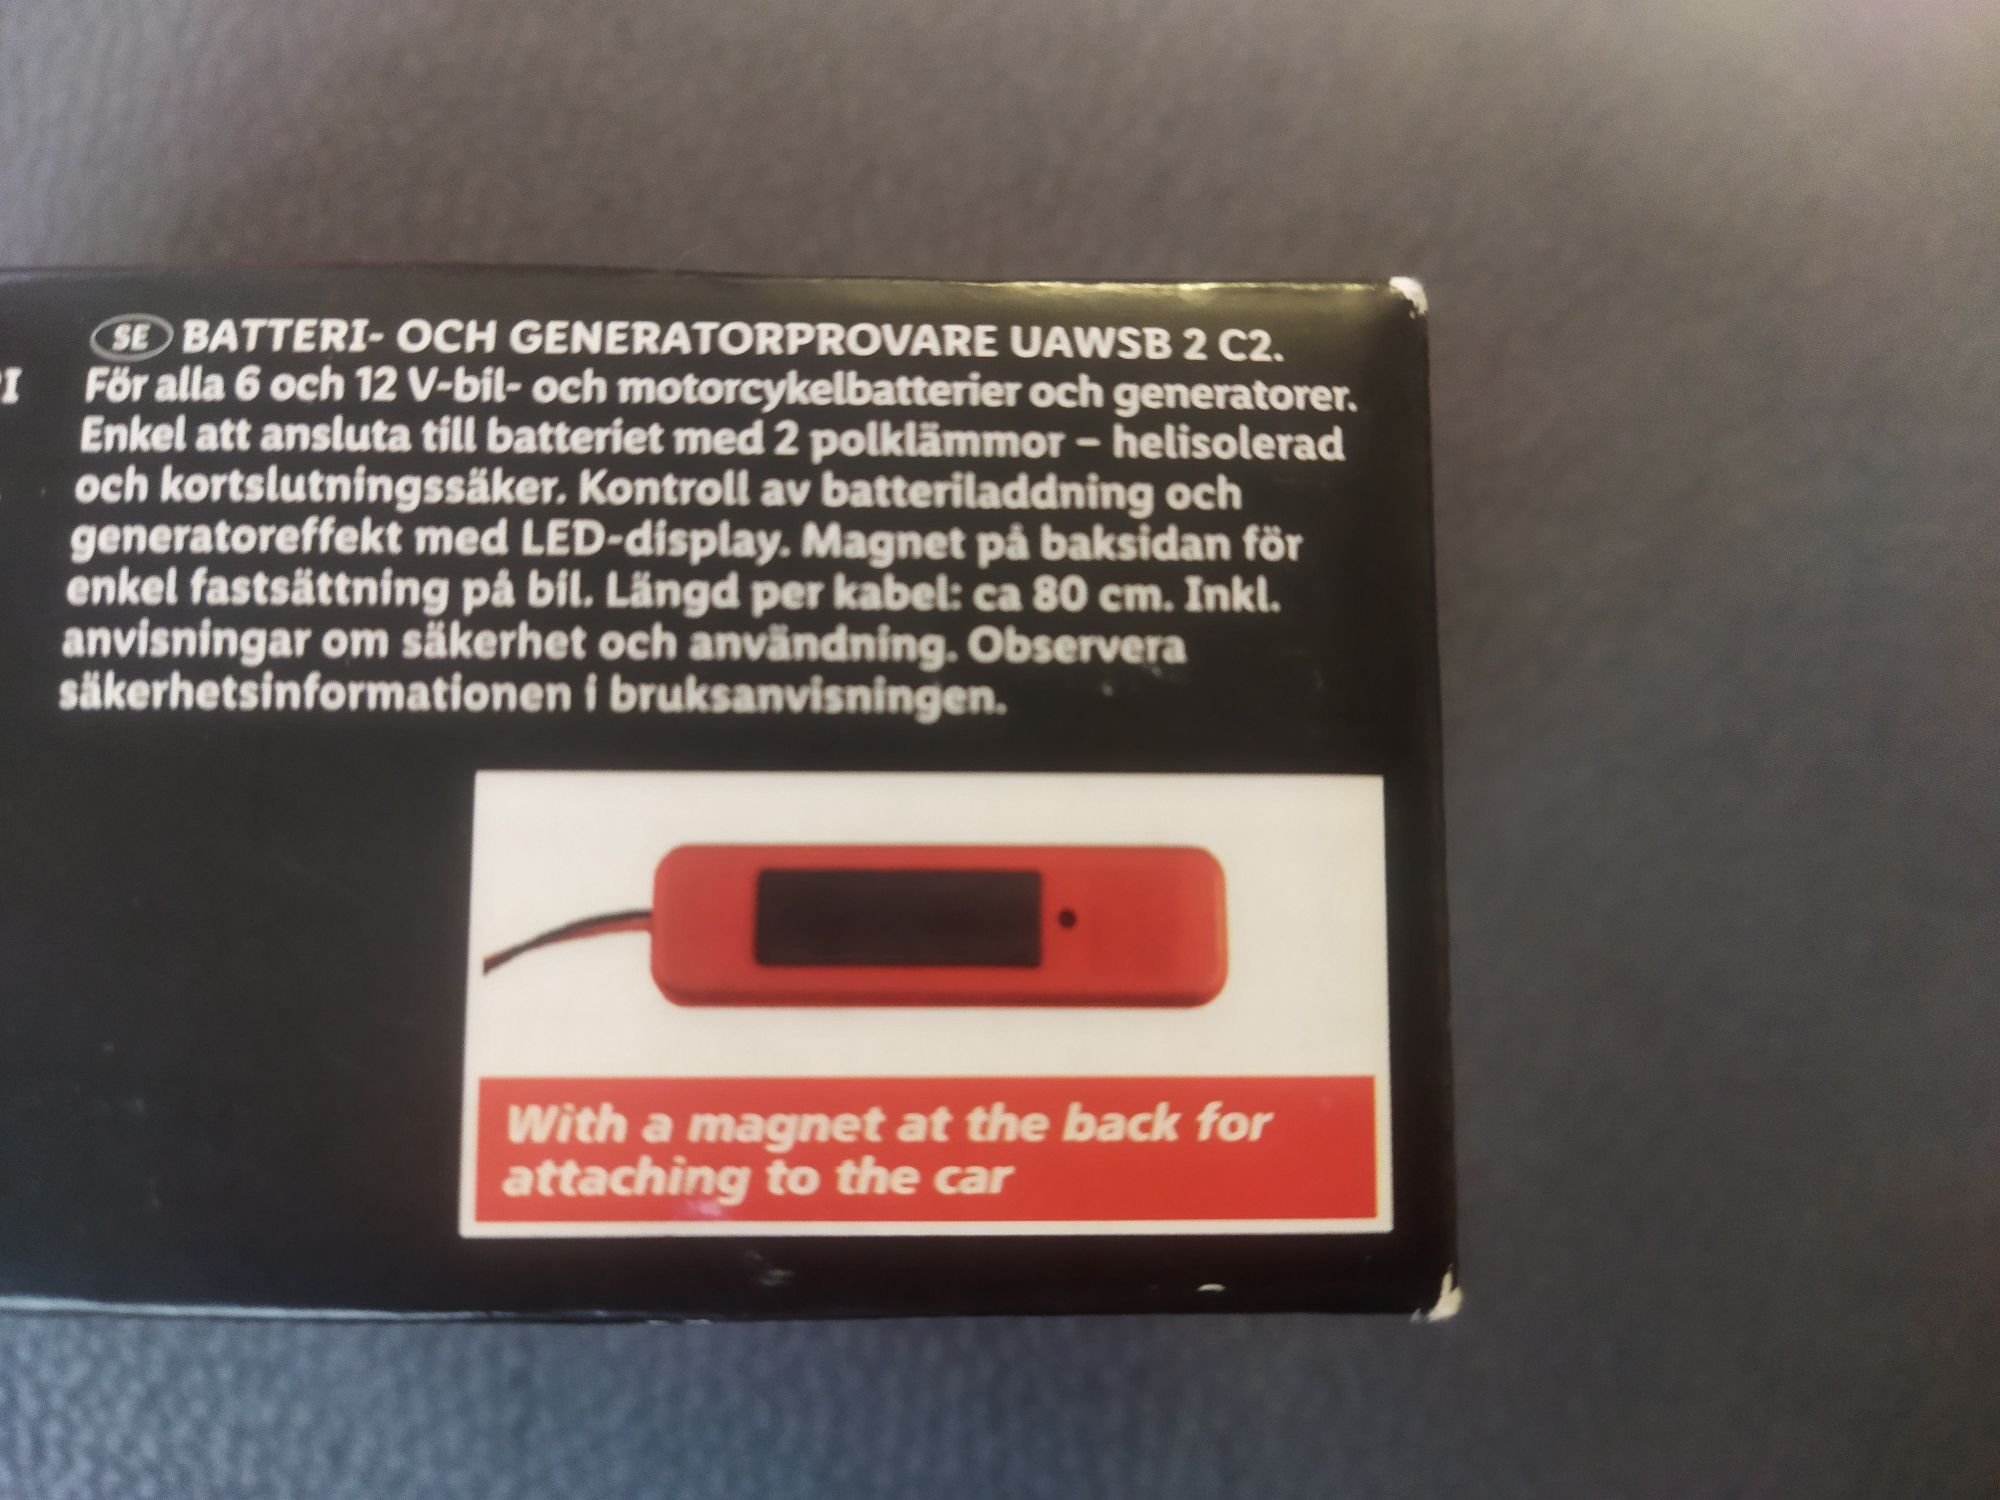 SE BATTERI- OCH GENERATORPROVARE UAWSB 2 C2.
För alla 6 och 12 V-bil- och motorcykelbatterier och generatorer.
Enkel att ansluta till batteriet med 2 polklämmor – helisolerad
och kortslutningssäker. Kontroll av batteriladdning och
generatoreffekt med LED-display. Magnet på baksidan för
enkel fastsättning på bil. Längd per kabel: ca 80 cm. Inkl.
anvisningar om säkerhet och användning. Observera
säkerhetsinformationen i bruksanvisningen.
With a magnet at the back for
attaching to the car